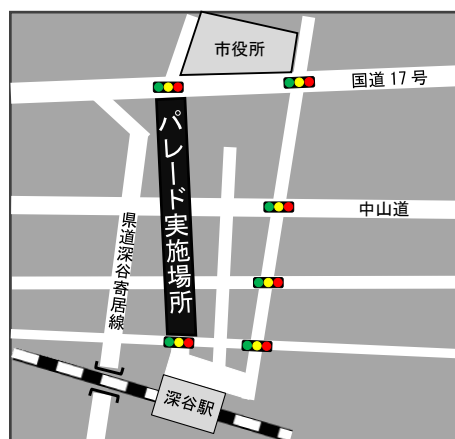 市役所
国道17号
パレード実施場所
中山道
県道深谷寄居線
深谷駅